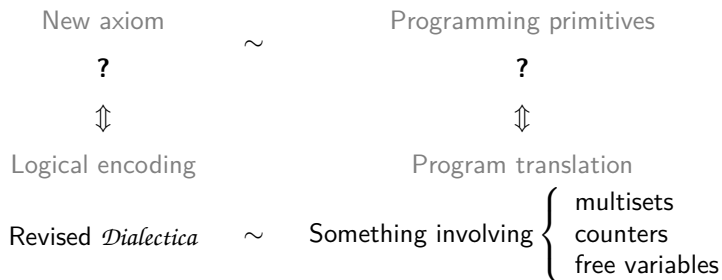 New axiom ∼ Programming primitives
? ?
⇕ ⇕
Logical encoding Program translation
Revised Dialectica ∼ Something involving { multisets
counters
free variables